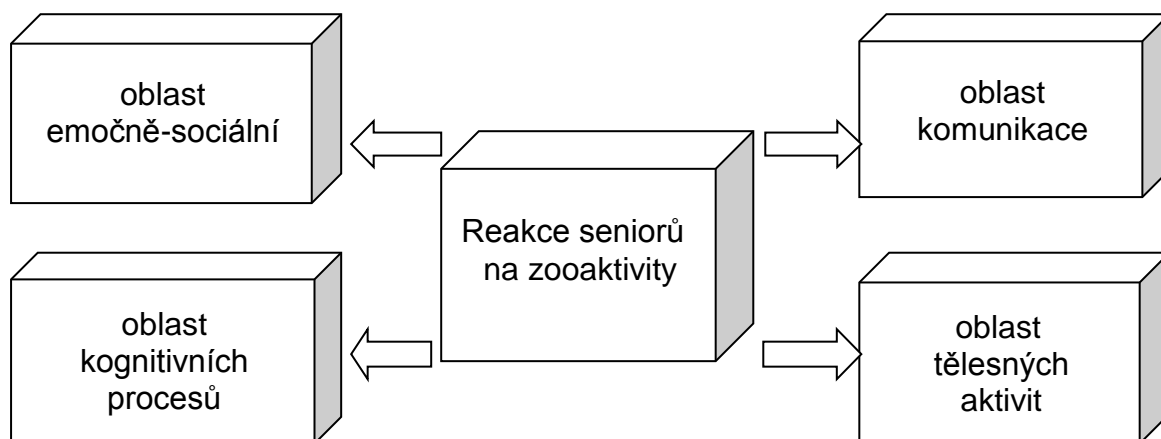 oblast
emočně-sociální
oblast
komunikace
Reakce seniorů
na zooaktivity
oblast
kognitivních
procesů
oblast
tělesných
aktivit